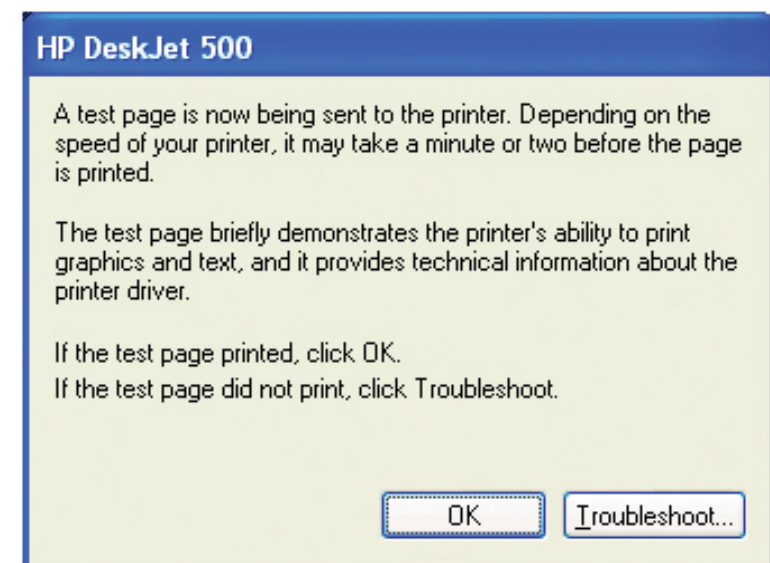 HP DeskJet 500
A test page is now being sent to the printer. Depending on the
speed of your printer, it may take a minute or two before the page
is printed.
The test page briefly demonstrates the printer's ability to print
graphics and text, and it provides technical information about the
printer driver.
If the test page printed, click OK.
If the test page did not print, click Troubleshoot.
OK
Troubleshoot...